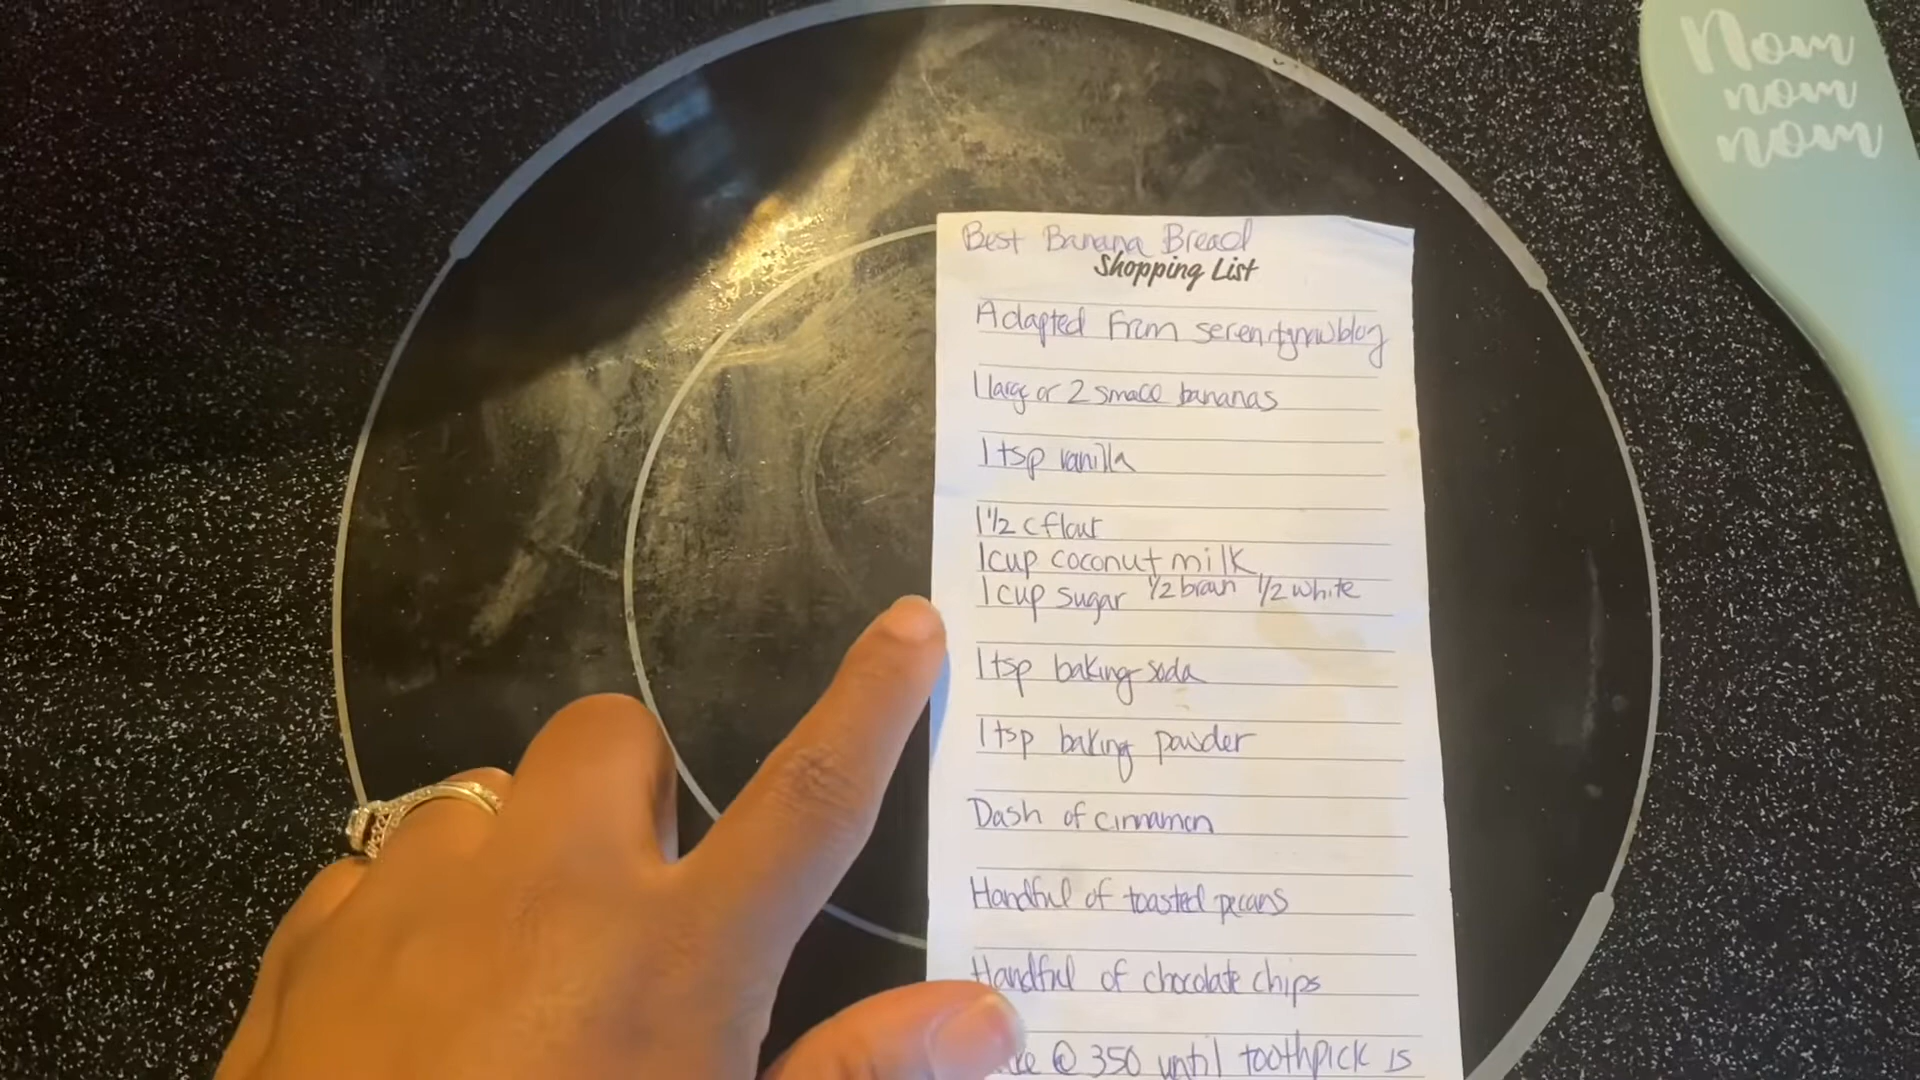 Nom
nom
nom
Best Banana Bread
Shopping List
Adapted From
1 large or 2 small bananas
1 tsp vanilla
1 1/2 c flour
1 cup coconut milk
1 cup sugar 1/2 brown 1/2 white
1 tsp baking soda
1 tsp baking powder
Dash of cinnamon
Handful of toasted pecans
Handful of chocolate chips
@ 350 until toothpick is